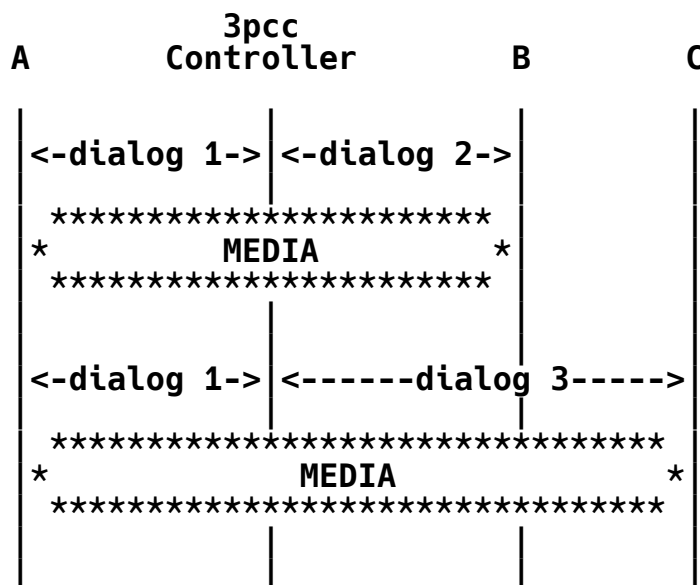 3pcc
A Controller B C
<-dialog 1-> <-dialog 2->
***********************
* MEDIA *
***********************
<-dialog 1-> <------dialog 3----->
********************************
* MEDIA *
********************************